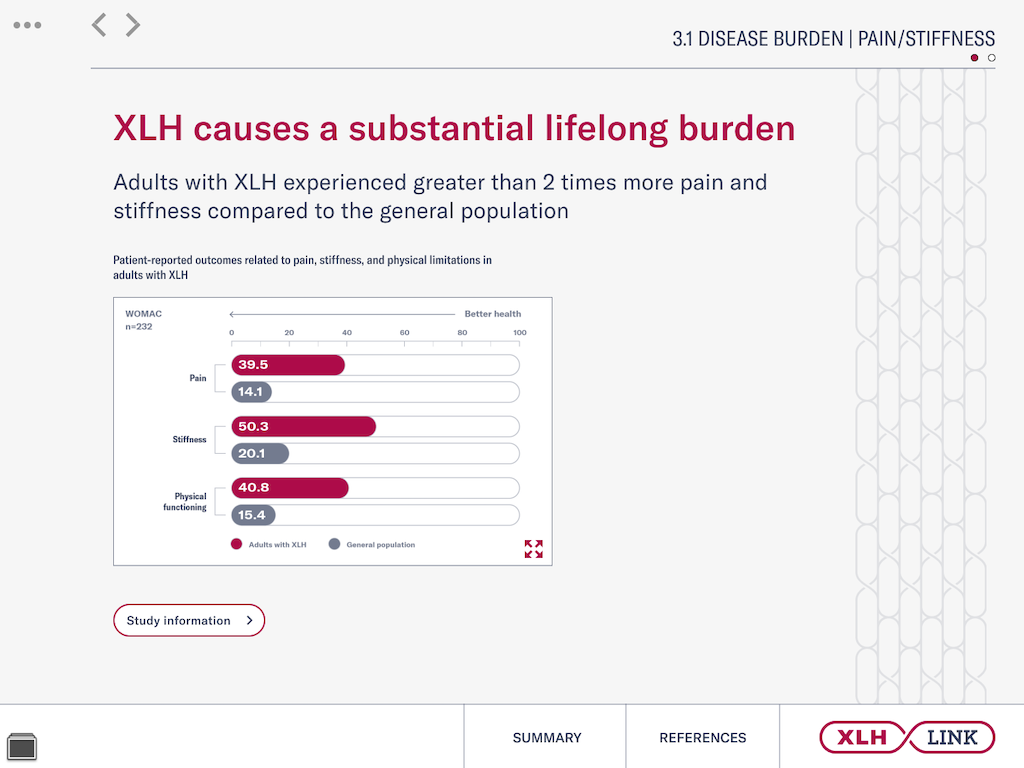 3.1 DISEASE BURDEN | PAIN/STIFFNESS
XLH causes a substantial lifelong burden
Adults with XLH experienced greater than 2 times more pain and
stiffness compared to the general population
Patient-reported outcomes related to pain, stiffness, and physical limitations in
adults with XLH
WOMAC
n=232
Better health
0 20 40 60 80 100
Pain
39.5
14.1
Stiffness
50.3
20.1
Physical
functioning
40.8
15.4
Adults with XLH
General population
Study information
SUMMARY
REFERENCES
XLH LINK